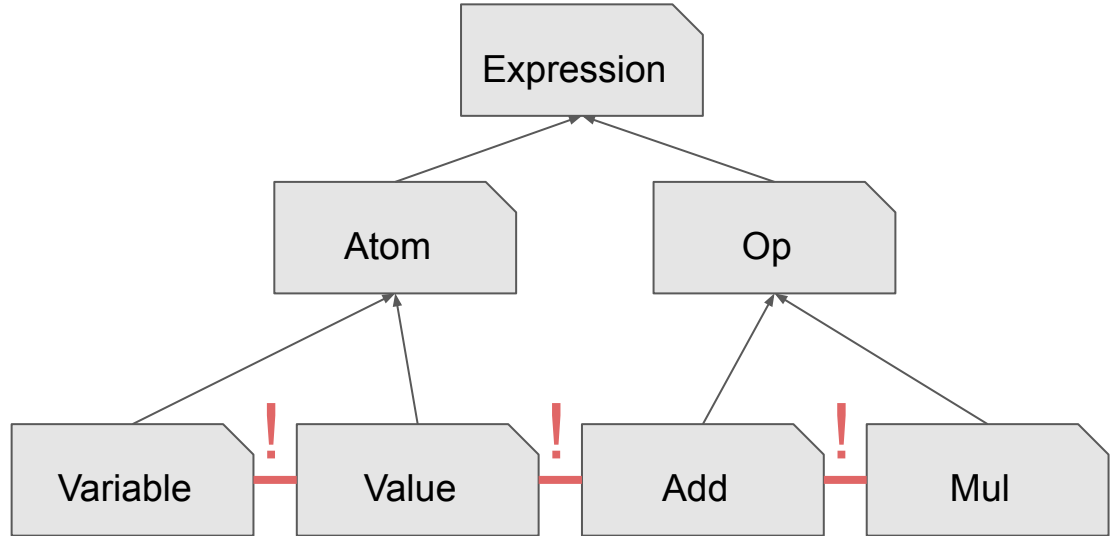 Expression
Atom
Op
! ! !
Variable
Value
Add
Mul